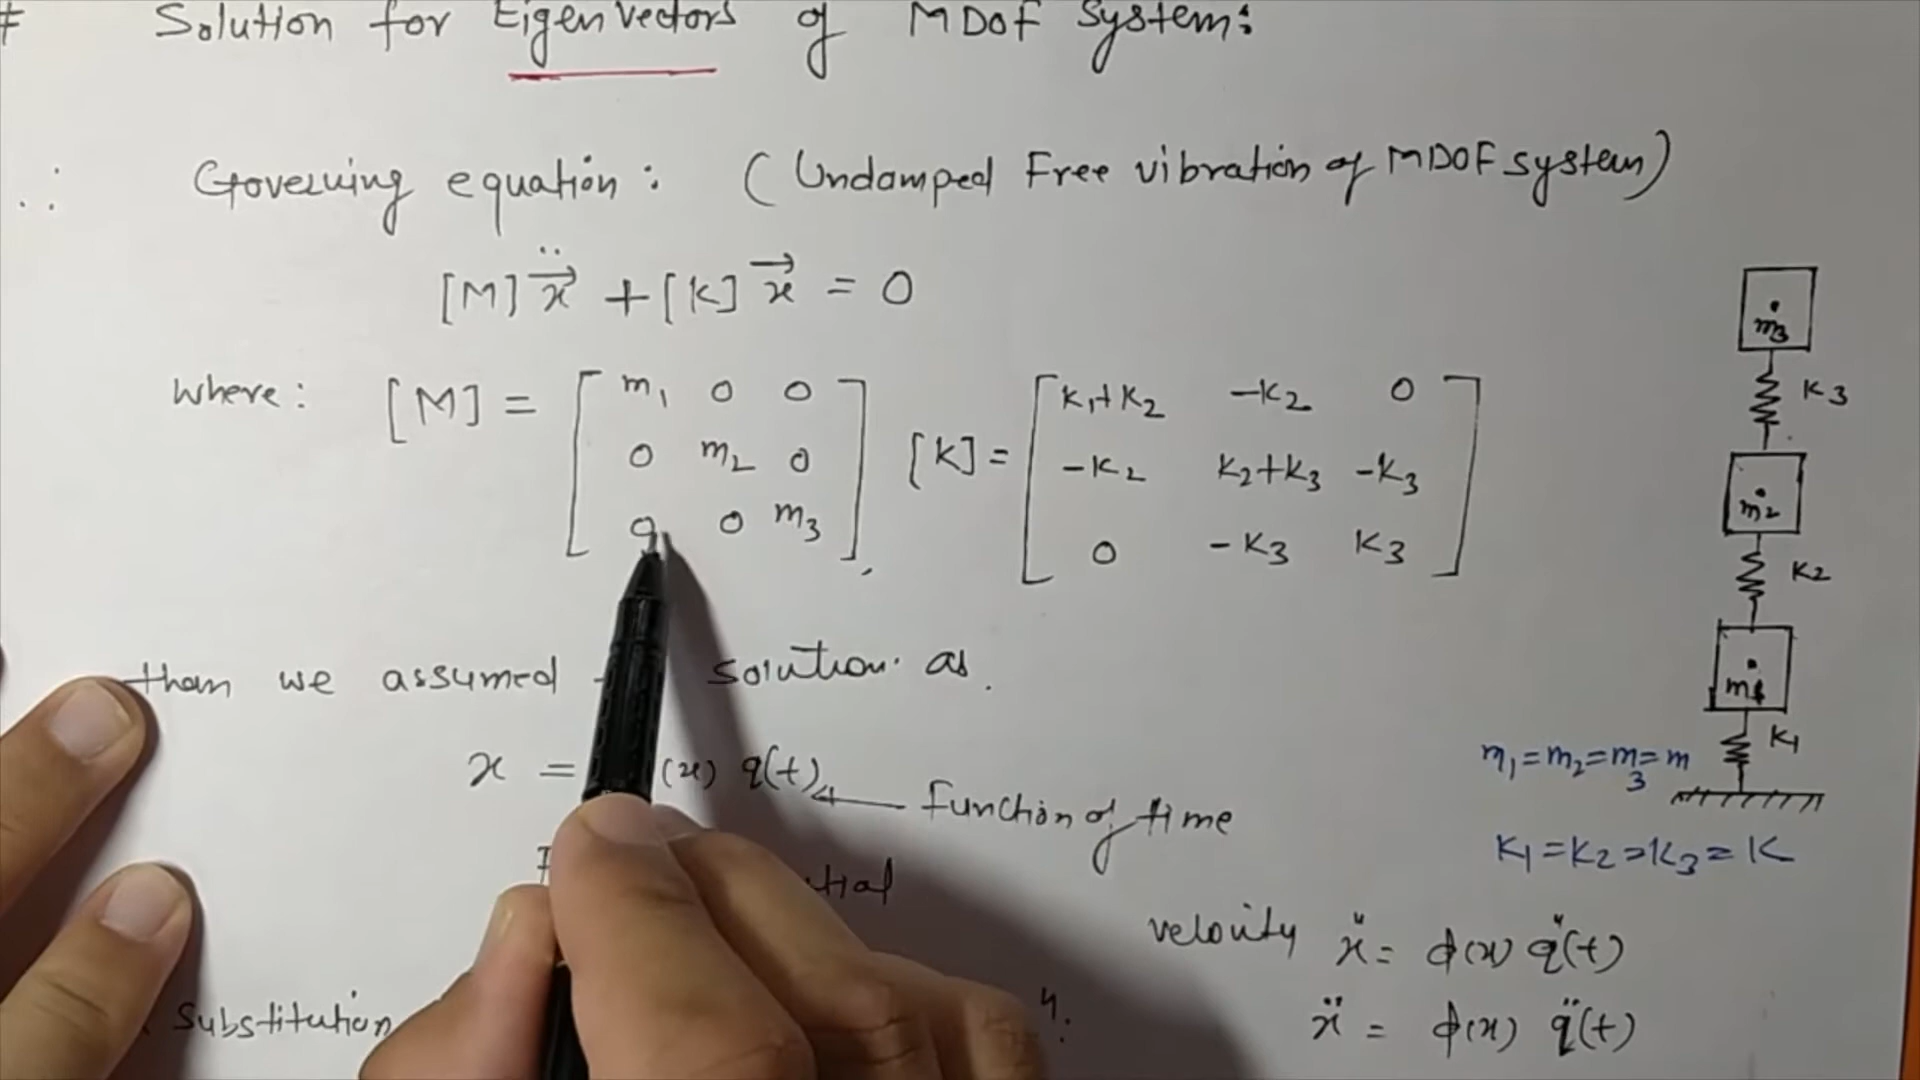 # Solution for Eigen Vectors of MDOF System:
∴ Governing equation: (Undamped Free vibration of MDOF system)
[M] ẍ⃗ + [K] x⃗ = 0
Where: [M] = [ m₁ 0 0
0 m₂ 0
0 0 m₃ ], [K] = [ K₁+K₂ -K₂ 0
-K₂ K₂+K₃ -K₃
0 -K₃ K₃ ]
m₃
K₃
m₂
K₂
m₁
K₁
then we assumed solution as.
x = (x) q(t) ← function of time
m₁ = m₂ = m₃ = m
K₁ = K₂ = K₃ = K
velocity ẍ = ϕ(x) q̈(t)
Substitution
ẍ = ϕ(x) q̈(t)